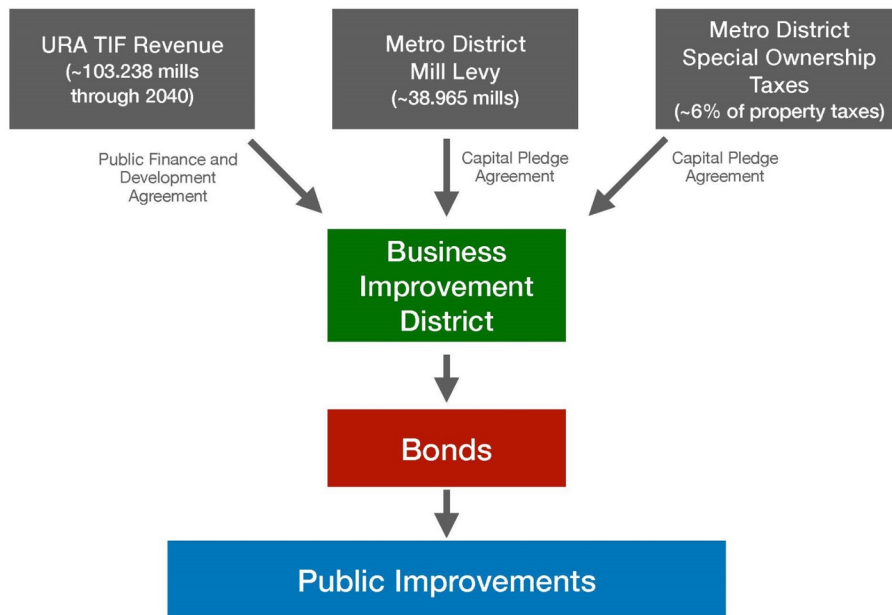 URA TIF Revenue
(~103.238 mills
through 2040)
Metro District
Mill Levy
(~38.965 mills)
Metro District
Special Ownership
Taxes
(~6% of property taxes)
Public Finance and
Development
Agreement
Capital Pledge
Agreement
Capital Pledge
Agreement
Business
Improvement
District
Bonds
Public Improvements